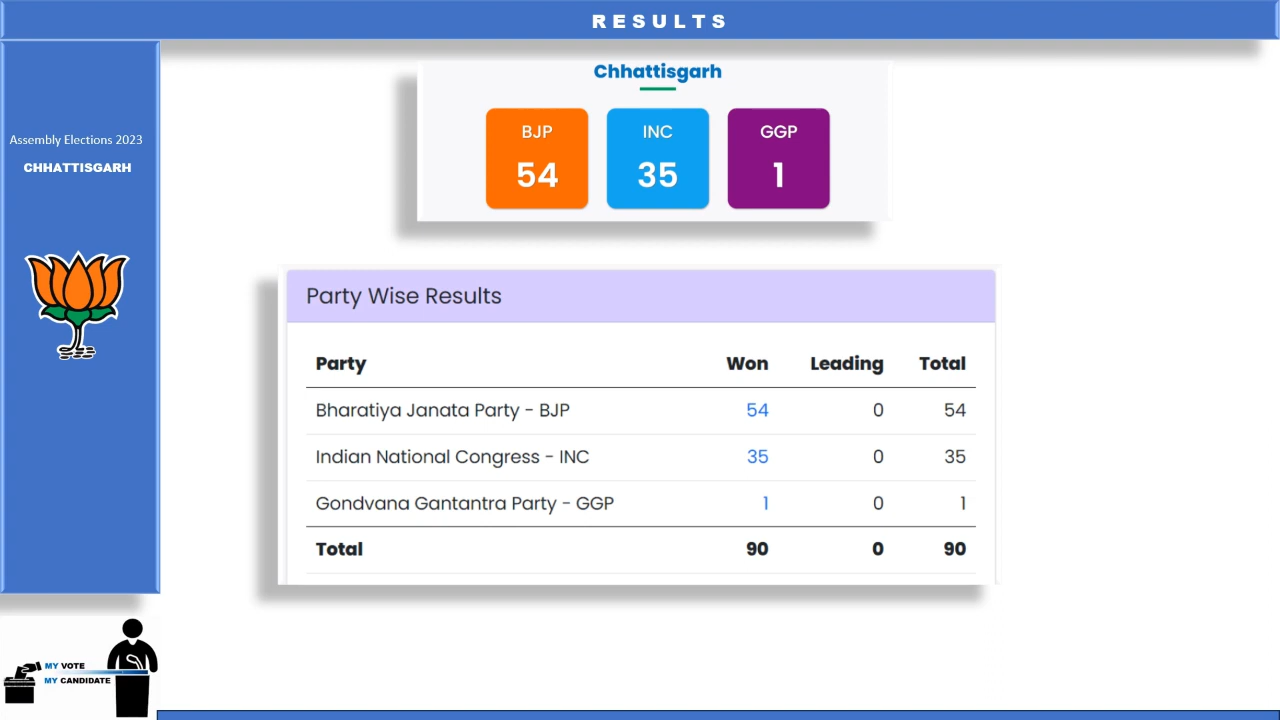 RESULTS
Assembly Elections 2023
CHHATTISGARH
Chhattisgarh
BJP INC GGP
54 35 1
Party Wise Results
Party Won Leading Total
Bharatiya Janata Party - BJP 54 0 54
Indian National Congress - INC 35 0 35
Gondvana Gantantra Party - GGP 1 0 1
Total 90 0 90
MY VOTE
MY CANDIDATE